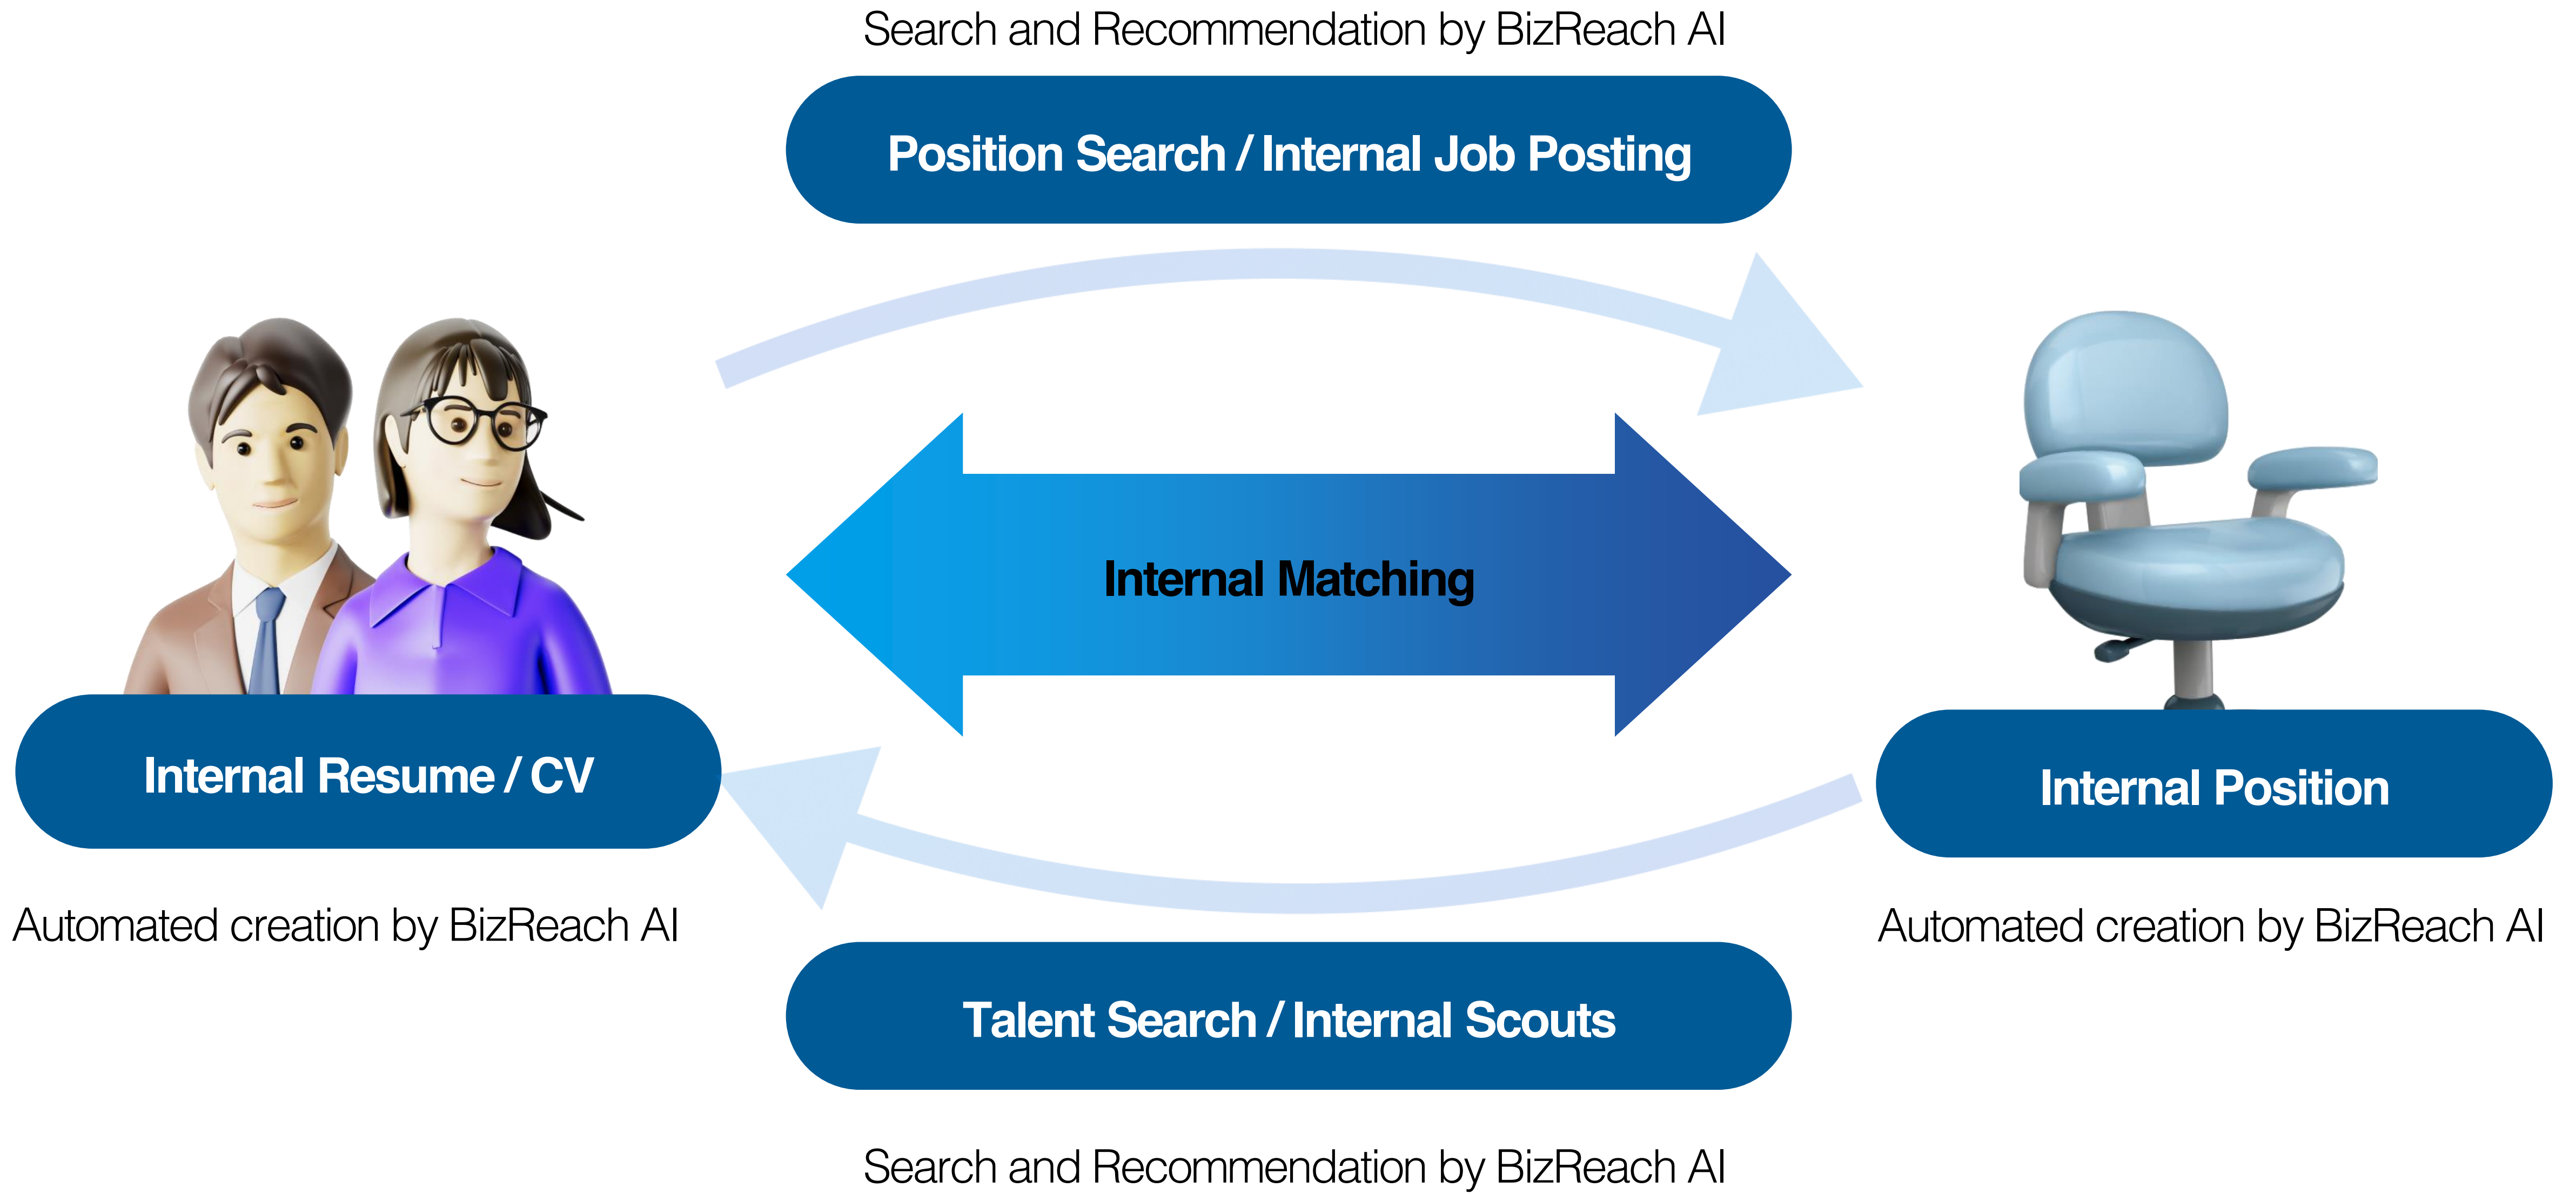 Search and Recommendation by BizReach AI
Position Search / Internal Job Posting
Internal Matching
Internal Resume / CV
Internal Position
Automated creation by BizReach AI
Automated creation by BizReach AI
Talent Search / Internal Scouts
Search and Recommendation by BizReach AI